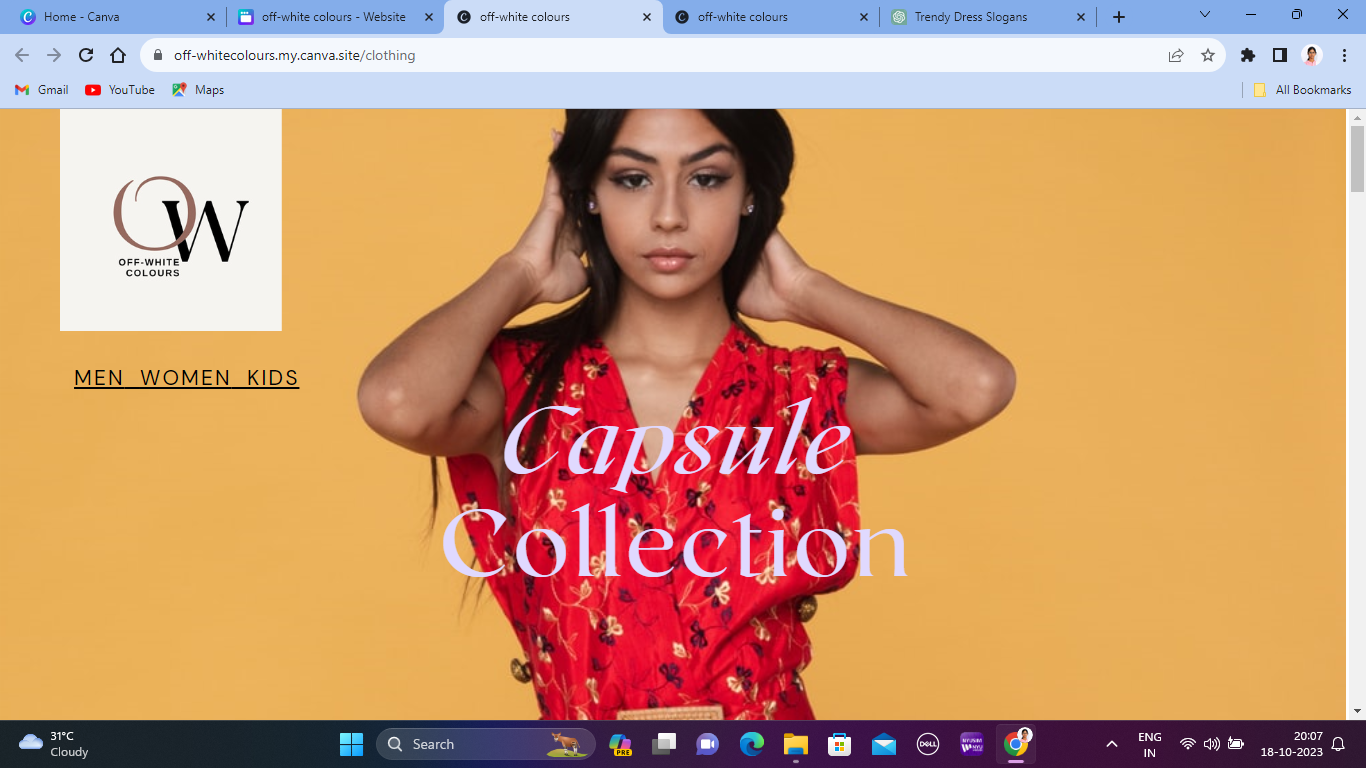 Home - Canva
off-white colours - Website
off-white colours
off-white colours
Trendy Dress Slogans
off-whitecolours.my.canva.site/clothing
Gmail
YouTube
Maps
All Bookmarks
OW
OFF-WHITE
COLOURS
MEN WOMEN KIDS
Capsule
Collection
31°C
Cloudy
Search
PRE
DELL
ENG
IN
20:07
18-10-2023